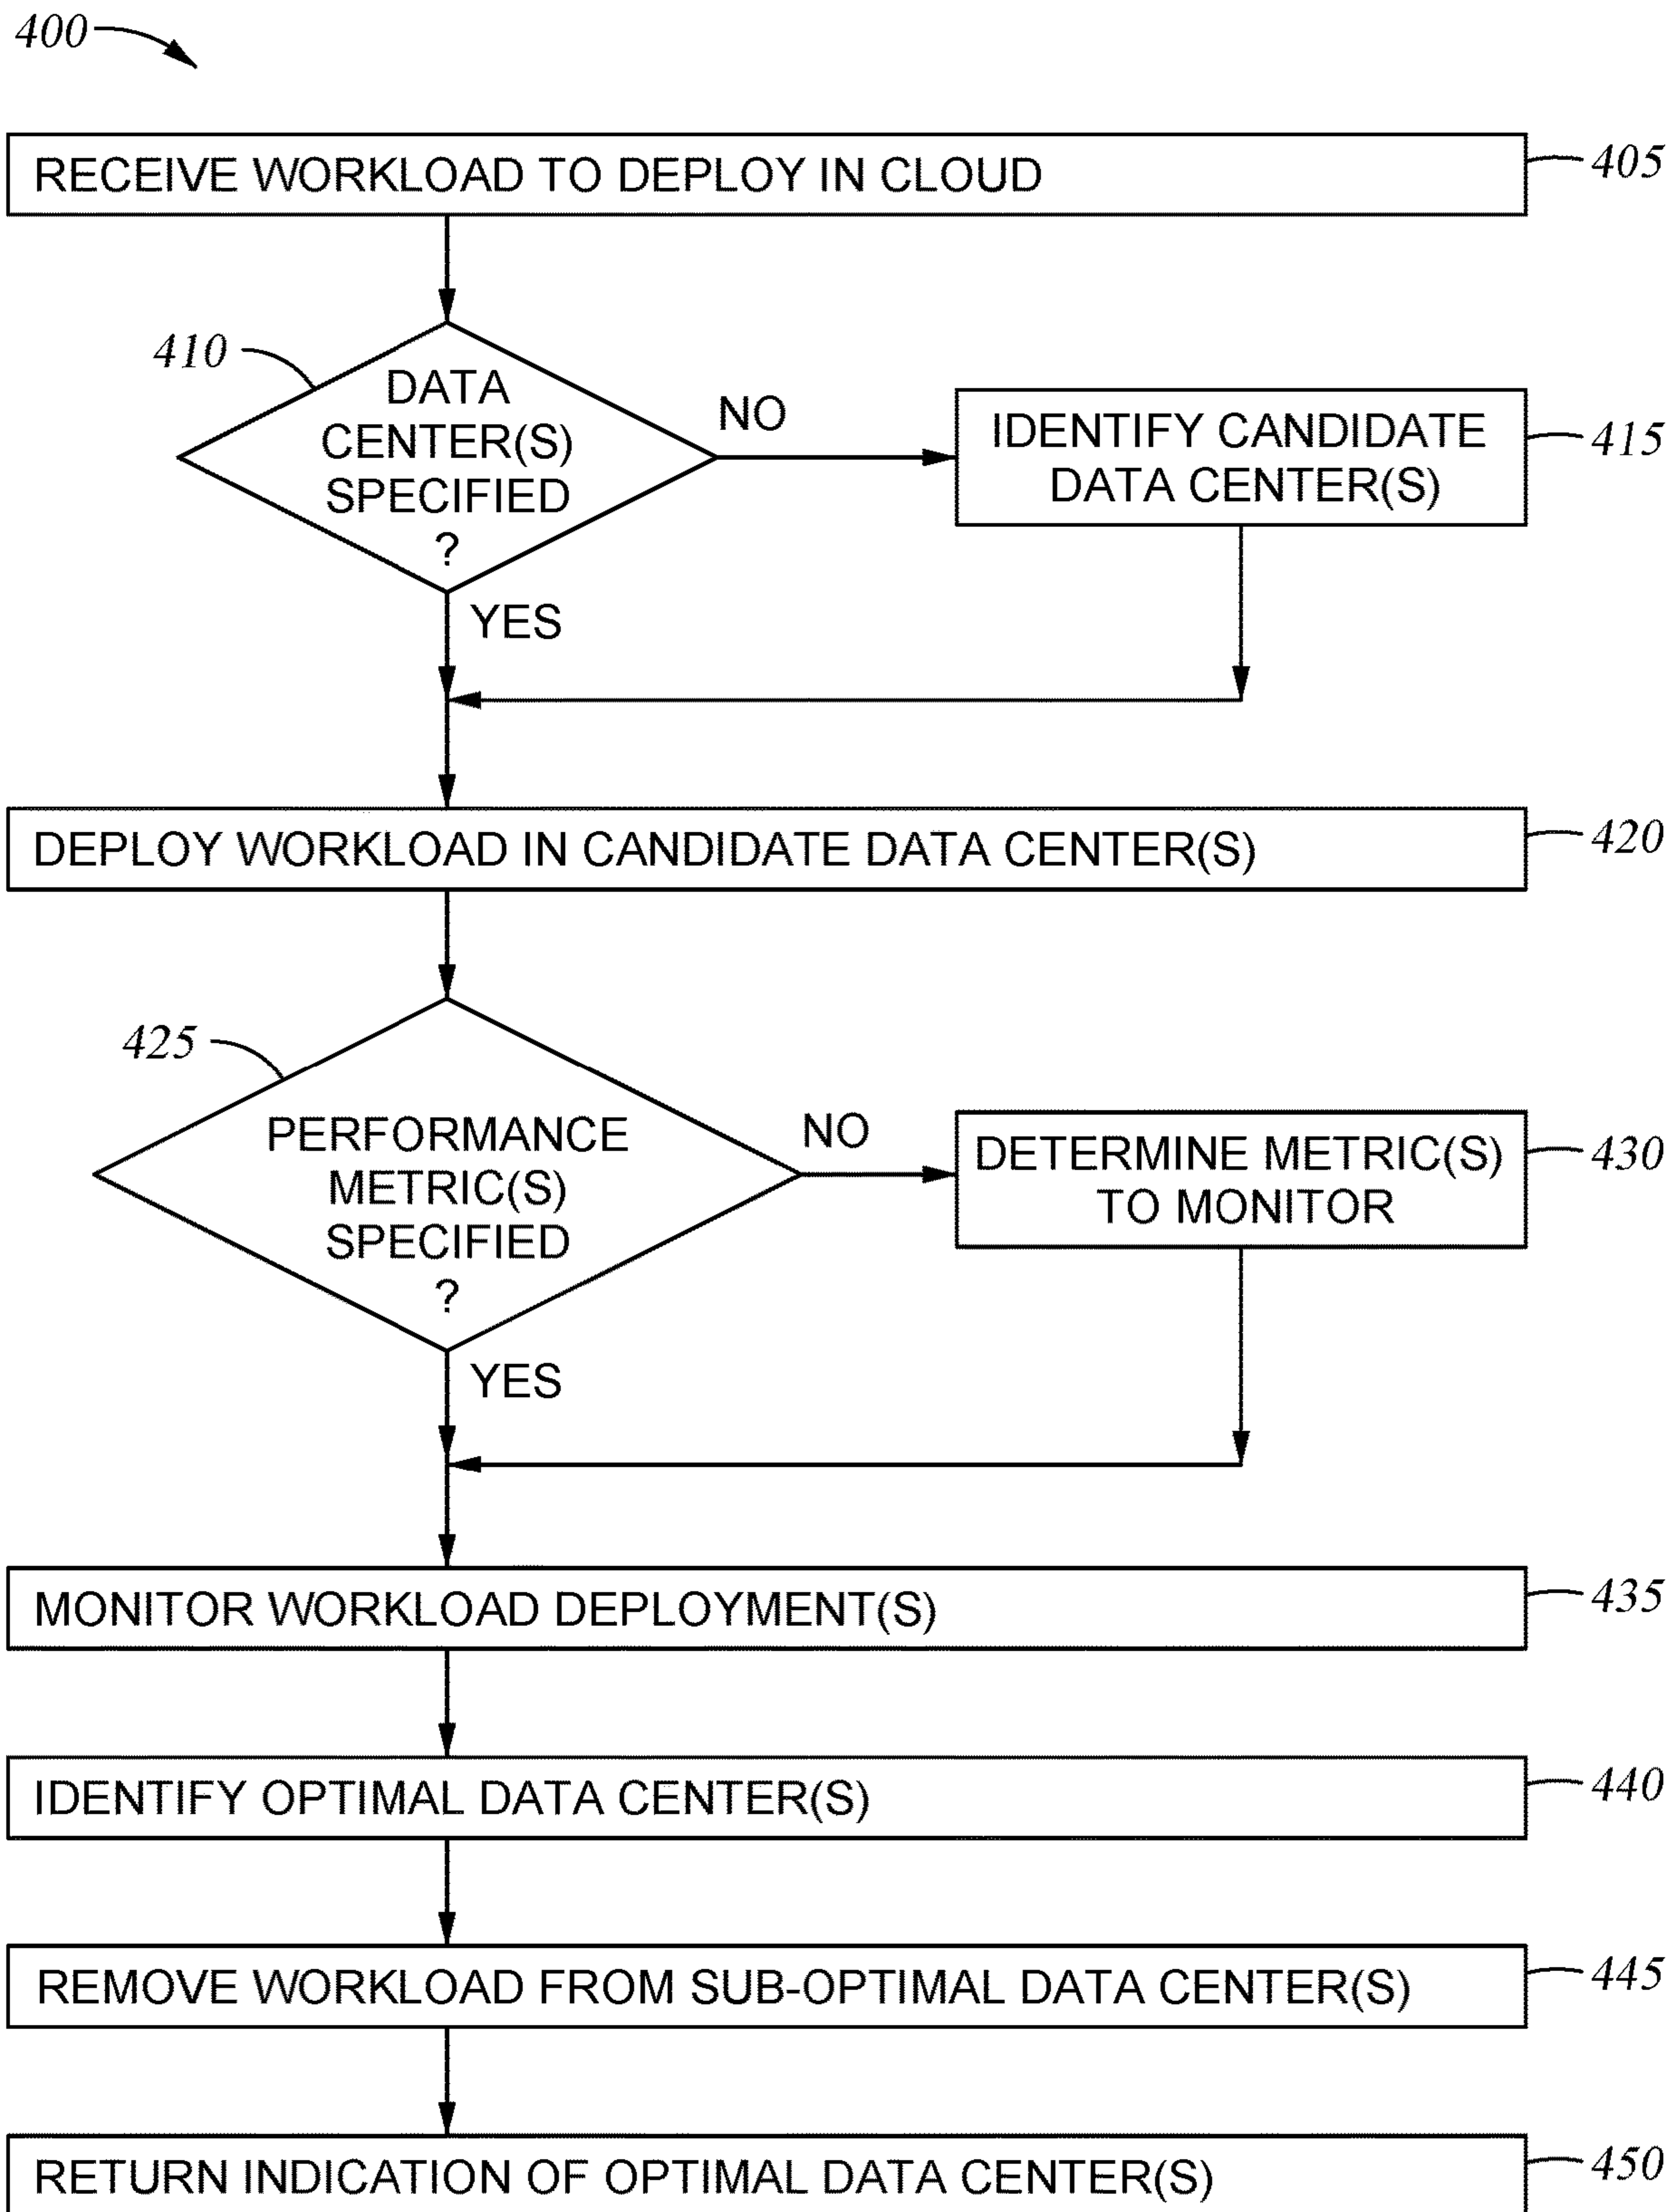 400
RECEIVE WORKLOAD TO DEPLOY IN CLOUD
405
410
DATA
CENTER(S)
SPECIFIED
?
NO
IDENTIFY CANDIDATE
DATA CENTER(S)
415
YES
DEPLOY WORKLOAD IN CANDIDATE DATA CENTER(S)
420
425
PERFORMANCE
METRIC(S)
SPECIFIED
?
NO
DETERMINE METRIC(S)
TO MONITOR
430
YES
MONITOR WORKLOAD DEPLOYMENT(S)
435
IDENTIFY OPTIMAL DATA CENTER(S)
440
REMOVE WORKLOAD FROM SUB-OPTIMAL DATA CENTER(S)
445
RETURN INDICATION OF OPTIMAL DATA CENTER(S)
450